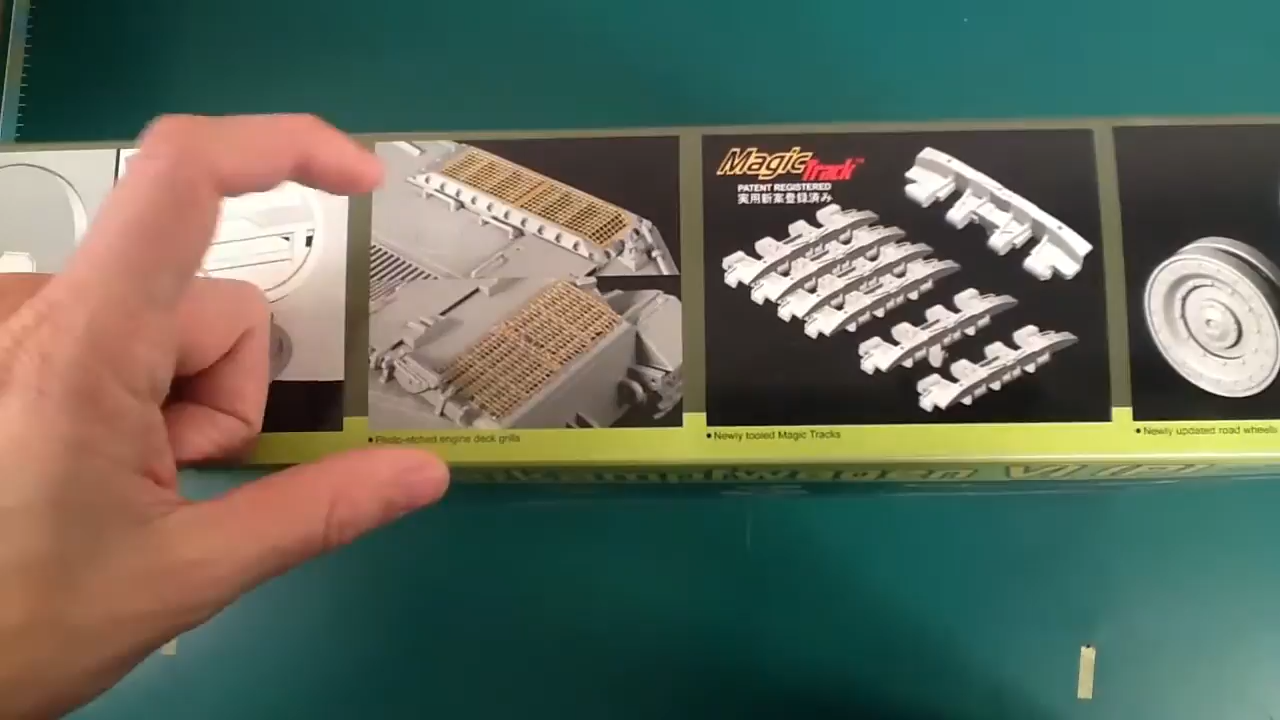 Magic
Track™
PATENT REGISTERED
実用新案登録済み
• Photo-etched engine deck grills
• Newly tooled Magic Tracks
• Newly updated road wheels